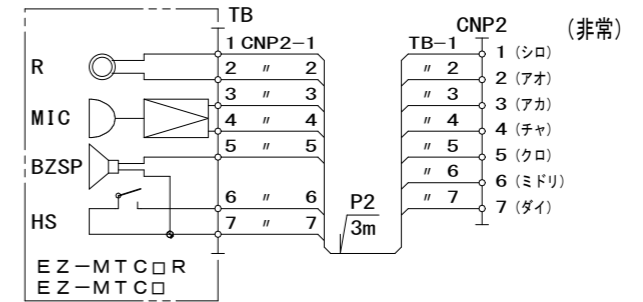 TB
CNP2
(非常)
1 CNP2-1
TB-1
1 (シロ)
R
2 〃 2
〃 2
2 (アオ)
3 〃 3
〃 3
3 (アカ)
MIC
4 〃 4
〃 4
4 (チャ)
5 〃 5
〃 5
5 (クロ)
BZSP
〃 6
6 (ミドリ)
6 〃 6
P2
〃 7
7 (ダイ)
HS
7 〃 7
3m
EZ-MTC□R
EZ-MTC□